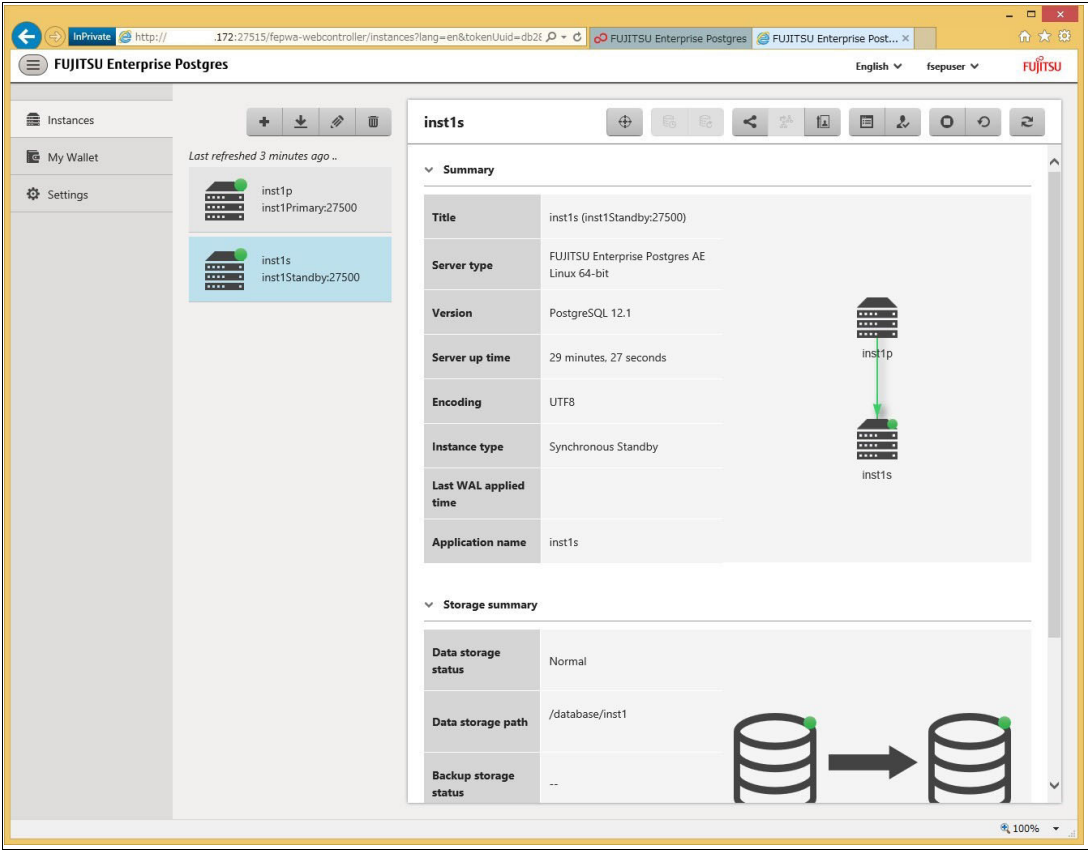 InPrivate http:// .172:27515/fepwa-webcontroller/instances?lang=en&tokenUuid=db2
FUJITSU Enterprise Postgres
FUJITSU Enterprise Post...
FUJITSU Enterprise Postgres
English
fsepuser
FUJITSU
Instances
My Wallet
Settings
Last refreshed 3 minutes ago ..
inst1p
inst1Primary:27500
inst1s
inst1Standby:27500
inst1s
Summary
Title inst1s (inst1Standby:27500)
Server type FUJITSU Enterprise Postgres AE
Linux 64-bit
Version PostgreSQL 12.1
Server up time 29 minutes, 27 seconds
Encoding UTF8
Instance type Synchronous Standby
Last WAL applied
time
Application name inst1s
inst1p
inst1s
Storage summary
Data storage
status
Normal
Data storage path /database/inst1
Backup storage
status
--
100%